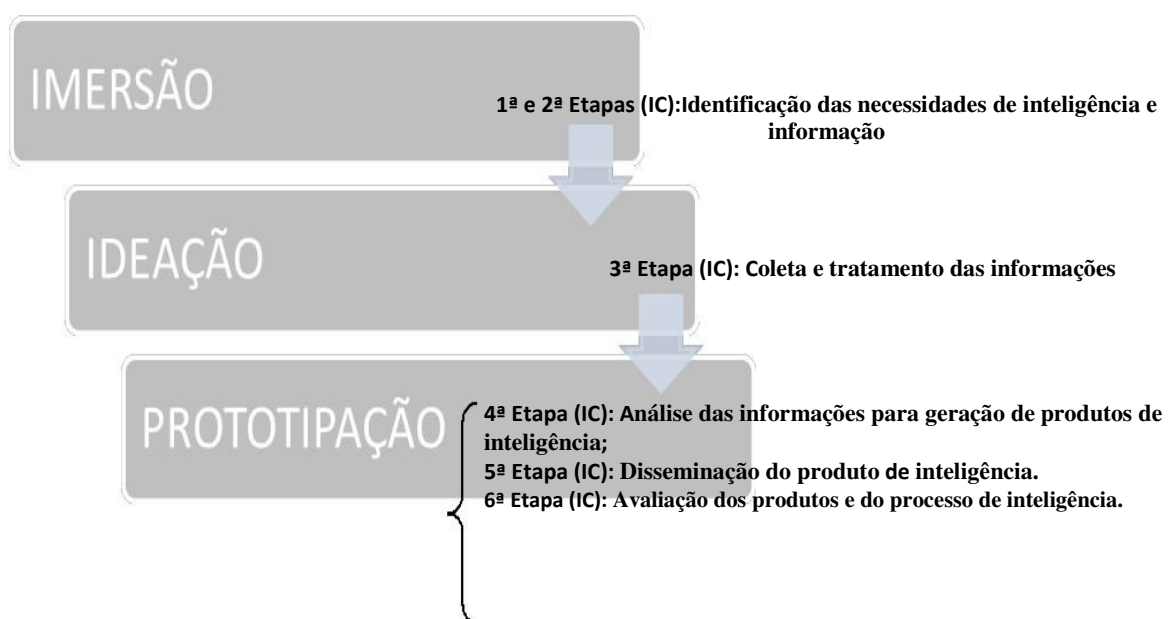 IMERSÃO
1ª e 2ª Etapas (IC):Identificação das necessidades de inteligência e
informação
IDEAÇÃO
3ª Etapa (IC): Coleta e tratamento das informações
PROTOTIPAÇÃO
4ª Etapa (IC): Análise das informações para geração de produtos de
inteligência;
5ª Etapa (IC): Disseminação do produto de inteligência.
6ª Etapa (IC): Avaliação dos produtos e do processo de inteligência.